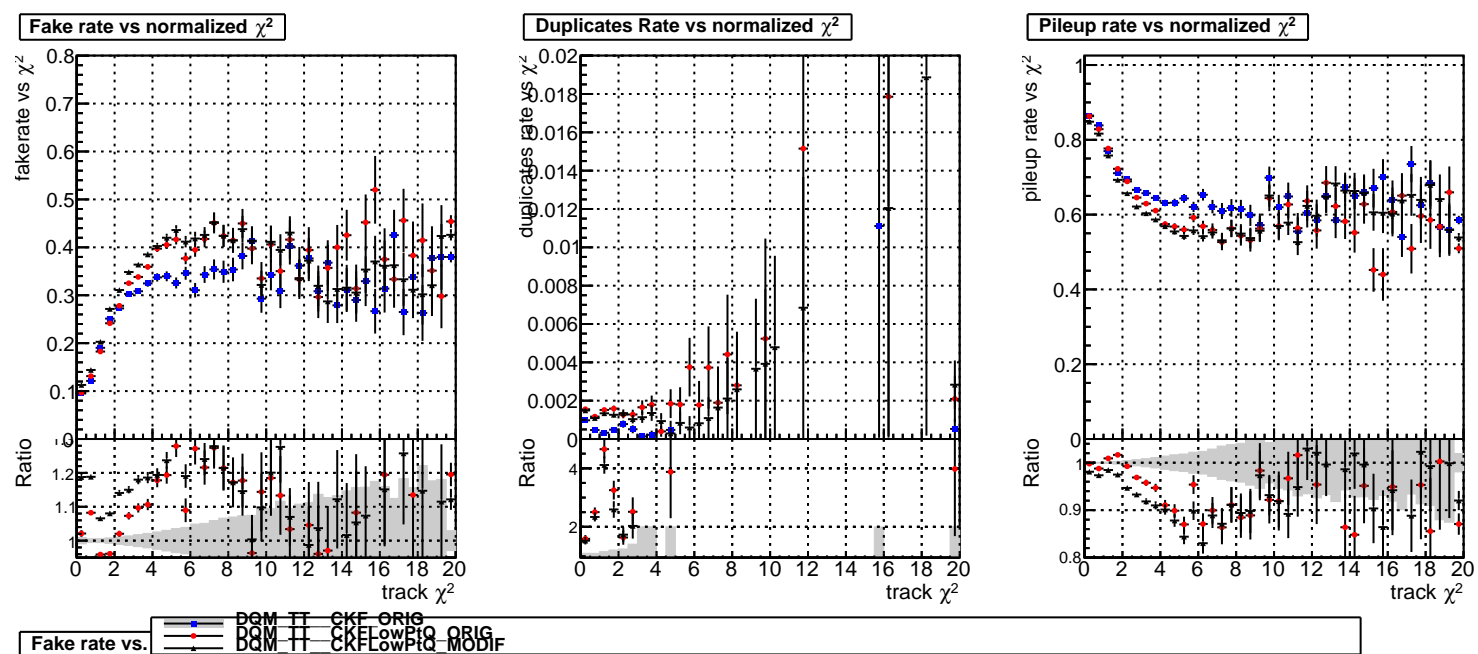 Fake rate vs normalized χ²
Duplicates Rate vs normalized χ²
Pileup rate vs normalized χ²
fakerate vs χ²
0.8
0.7
0.6
0.5
0.4
0.3
0.2
0.1
Ratio
1.2
1.1
1
0 2 4 6 8 10 12 14 16 18 20
track χ²
duplicates rate vs χ²
0.02
0.018
0.016
0.014
0.012
0.01
0.008
0.006
0.004
0.002
0
Ratio
4
2
0 2 4 6 8 10 12 14 16 18 20
track χ²
pileup rate vs χ²
1
0.8
0.6
0.4
0.2
0
Ratio
0.9
0.8
0 2 4 6 8 10 12 14 16 18 20
track χ²
Fake rate vs.
DQM_TT__CKF_ORIG
DQM_TT__CKFLowPtQ_ORIG
DQM_TT__CKFLowPtQ_MODIF